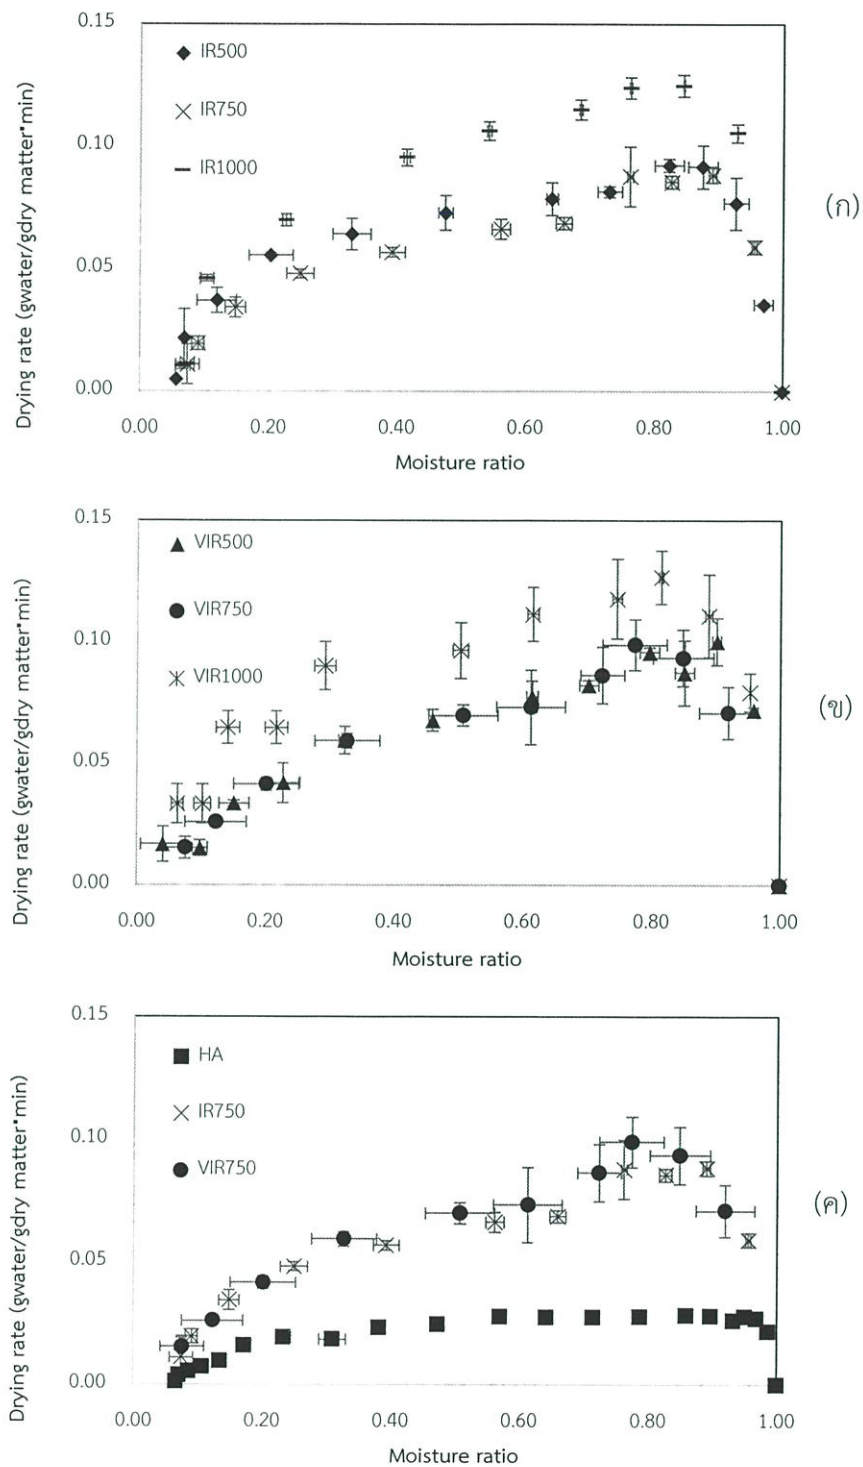 0.15
IR500
IR750
0.10
IR1000
0.05
0.00
0.00 0.20 0.40 0.60 0.80 1.00
Moisture ratio
Drying rate (gwater/gdry matter*min)
(ก)
0.15
VIR500
VIR750
0.10
VIR1000
0.05
0.00
0.00 0.20 0.40 0.60 0.80 1.00
Moisture ratio
Drying rate (gwater/gdry matter*min)
(ข)
0.15
HA
IR750
0.10
VIR750
0.05
0.00
0.00 0.20 0.40 0.60 0.80 1.00
Moisture ratio
Drying rate (gwater/gdry matter*min)
(ค)